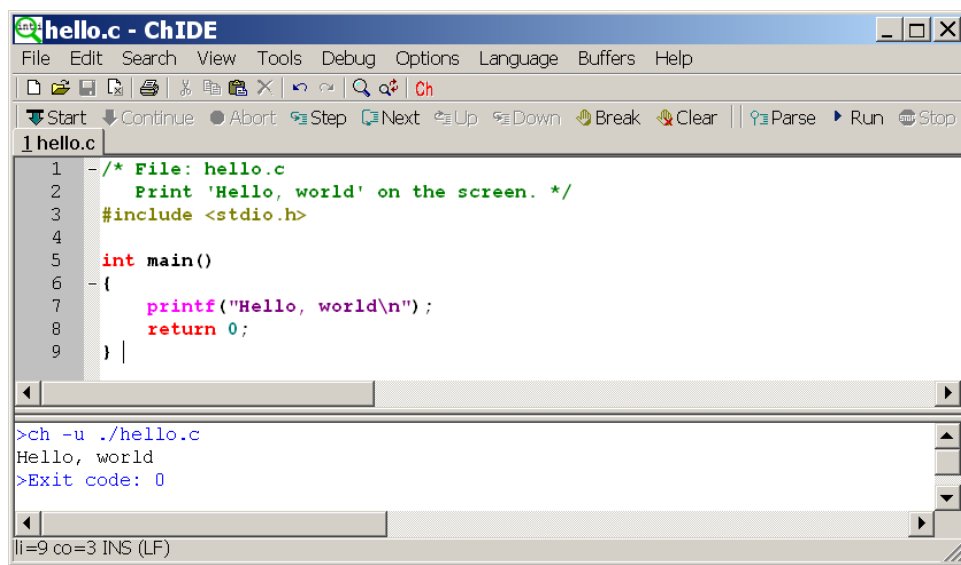 hello.c - ChIDE
File Edit Search View Tools Debug Options Language Buffers Help
Ch
Start Continue Abort Step Next Up Down Break Clear Parse Run Stop
1 hello.c
1 /* File: hello.c
2 Print 'Hello, world' on the screen. */
3 #include <stdio.h>
4
5 int main()
6 {
7 printf("Hello, world\n");
8 return 0;
9 }
>ch -u ./hello.c
Hello, world
>Exit code: 0
li=9 co=3 INS (LF)